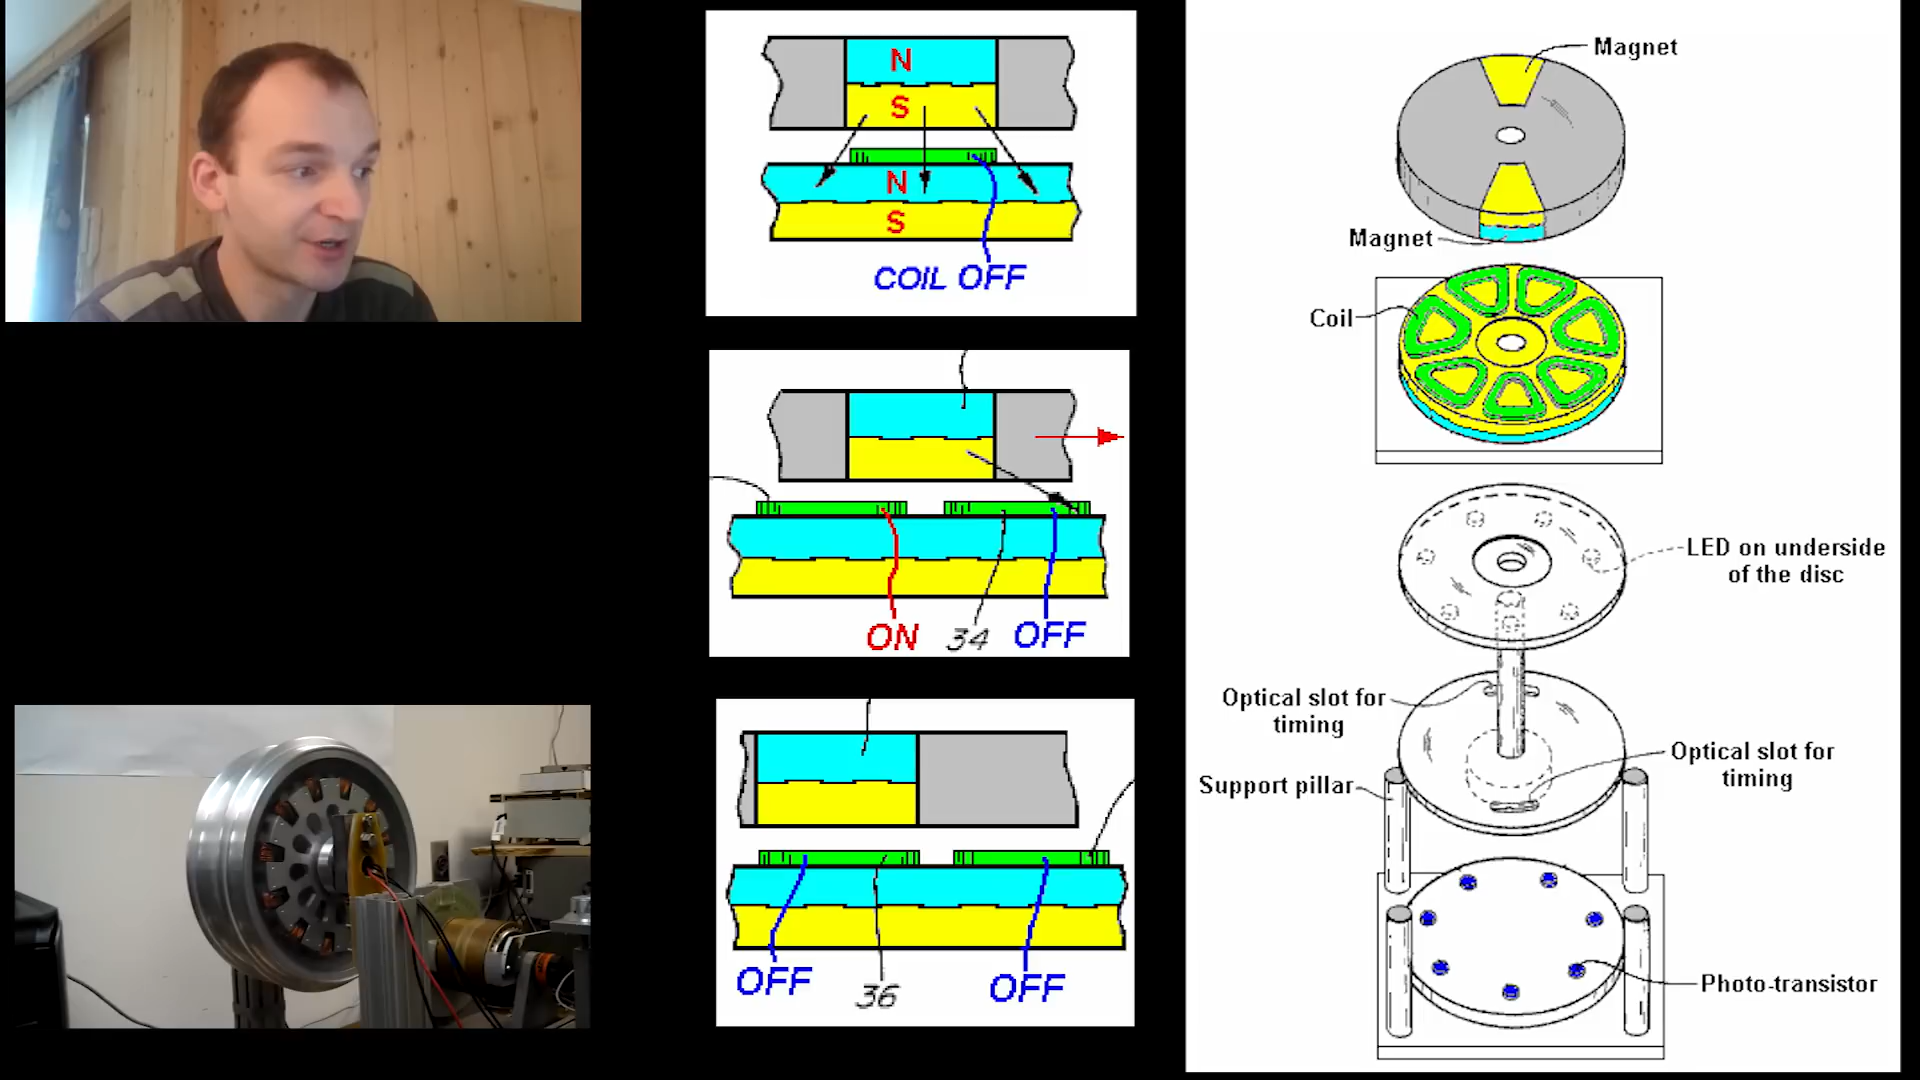 N
S
N
S
COIL OFF
ON
34
OFF
OFF
36
OFF
Magnet
Magnet
Coil
LED on underside
of the disc
Optical slot for
timing
Optical slot for
timing
Support pillar
Photo-transistor